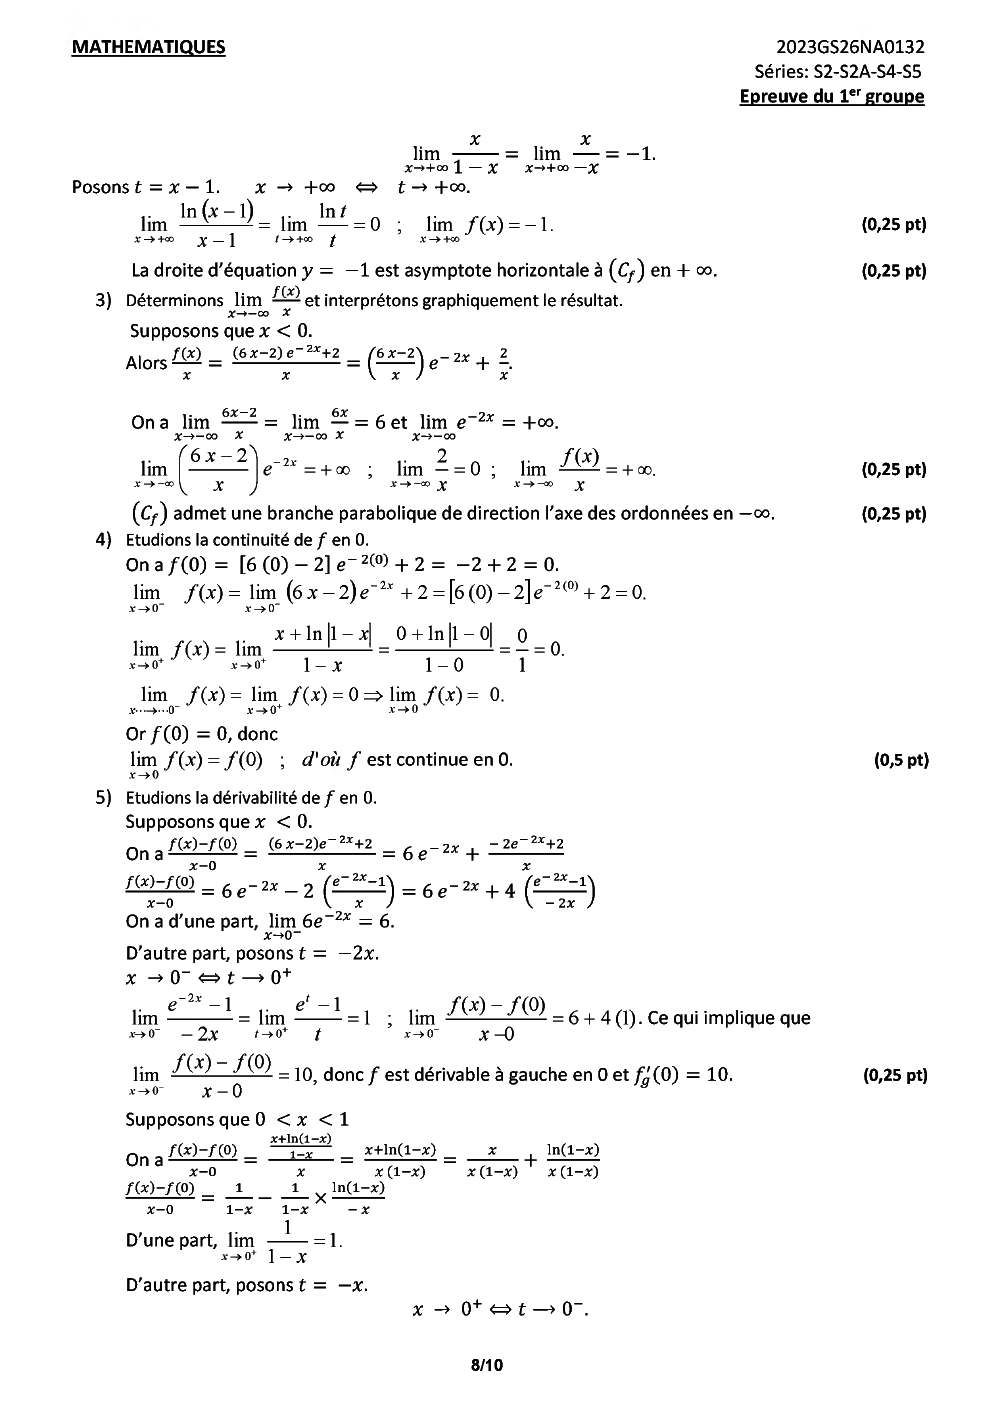 MATHEMATIQUES 2023GS26NA0132
Séries: S2-S2A-S4-S5
Epreuve du 1er groupe
lim x→+∞ x/(1 − x) = lim x→+∞ x/(−x) = −1.
Posons t = x − 1. x → +∞ ⇔ t → +∞.
lim x→+∞ ln(x − 1)/(x − 1) = lim t→+∞ ln t/t = 0 ; lim x→+∞ f(x) = −1. (0,25 pt)
La droite d'équation y = −1 est asymptote horizontale à (Cf) en + ∞. (0,25 pt)
3) Déterminons lim x→−∞ f(x)/x et interprétons graphiquement le résultat.
Supposons que x < 0.
Alors f(x)/x = ((6 x−2) e^(− 2x)+2)/x = ((6 x−2)/x) e^(− 2x) + 2/x.
On a lim x→−∞ (6x−2)/x = lim x→−∞ 6x/x = 6 et lim x→−∞ e^(−2x) = +∞.
lim x→−∞ ((6 x − 2)/x) e^(−2x) = +∞ ; lim x→−∞ 2/x = 0 ; lim x→−∞ f(x)/x = +∞. (0,25 pt)
(Cf) admet une branche parabolique de direction l'axe des ordonnées en −∞. (0,25 pt)
4) Etudions la continuité de f en 0.
On a f(0) = [6 (0) − 2] e^(− 2(0)) + 2 = −2 + 2 = 0.
lim x→0⁻ f(x) = lim x→0⁻ (6 x − 2) e^(−2x) + 2 = [6 (0) − 2] e^(−2(0)) + 2 = 0.
lim x→0⁺ f(x) = lim x→0⁺ (x + ln|1 − x|)/(1 − x) = (0 + ln|1 − 0|)/(1 − 0) = 0/1 = 0.
lim x⋯→⋯0⁻ f(x) = lim x→0⁺ f(x) = 0 ⇒ lim x→0 f(x) = 0.
Or f(0) = 0, donc
lim x→0 f(x) = f(0) ; d'où f est continue en 0. (0,5 pt)
5) Etudions la dérivabilité de f en 0.
Supposons que x < 0.
On a (f(x)−f(0))/(x−0) = ((6 x−2)e^(− 2x)+2)/x = 6 e^(− 2x) + (− 2e^(− 2x)+2)/x
(f(x)−f(0))/(x−0) = 6 e^(− 2x) − 2 ((e^(− 2x)−1)/x) = 6 e^(− 2x) + 4 ((e^(− 2x)−1)/(− 2x))
On a d'une part, lim x→0− 6e^(−2x) = 6.
D'autre part, posons t = −2x.
x → 0⁻ ⇔ t → 0⁺
lim x→0⁻ (e^(−2x) − 1)/(− 2x) = lim t→0⁺ (e^t − 1)/t = 1 ; lim x→0⁻ (f(x) − f(0))/(x −0) = 6 + 4 (1). Ce qui implique que
lim x→0⁻ (f(x) − f(0))/(x − 0) = 10, donc f est dérivable à gauche en 0 et f′g(0) = 10. (0,25 pt)
Supposons que 0 < x < 1
On a (f(x)−f(0))/(x−0) = ((x+ln(1−x))/(1−x))/x = (x+ln(1−x))/(x (1−x)) = x/(x (1−x)) + ln(1−x)/(x (1−x))
(f(x)−f(0))/(x−0) = 1/(1−x) − 1/(1−x) × ln(1−x)/(− x)
D'une part, lim x→0⁺ 1/(1 − x) = 1.
D'autre part, posons t = −x.
x → 0⁺ ⇔ t → 0⁻.
8/10